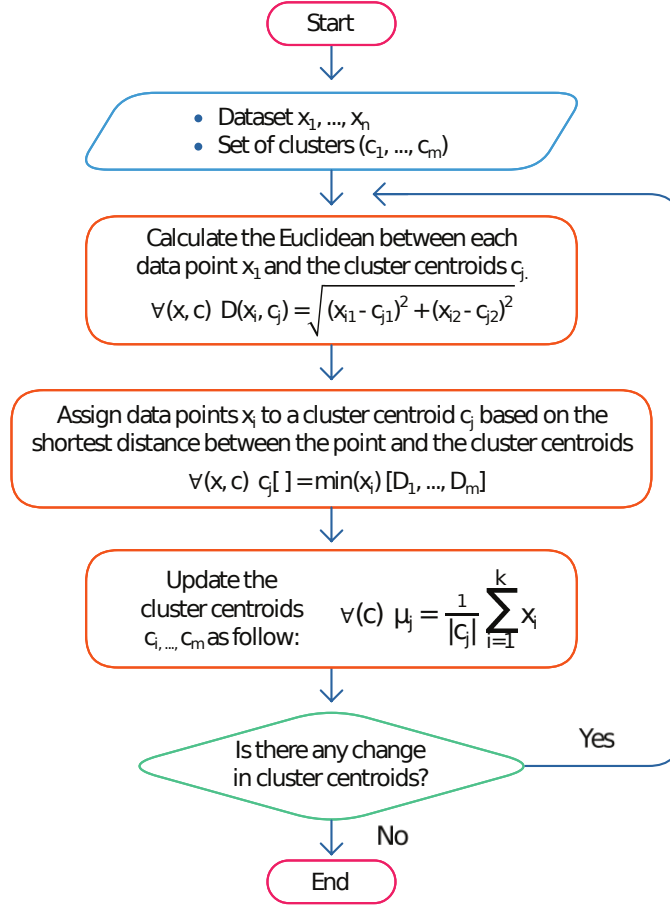 Start
• Dataset x₁, ..., xₙ
• Set of clusters (c₁, ..., cₘ)
Calculate the Euclidean between each
data point x₁ and the cluster centroids cⱼ.
∀(x, c) D(xᵢ, cⱼ) = √((xᵢ₁ - cⱼ₁)² + (xᵢ₂ - cⱼ₂)²)
Assign data points xᵢ to a cluster centroid cⱼ based on the
shortest distance between the point and the cluster centroids
∀(x, c) cⱼ[ ] = min(xᵢ) [D₁, ..., Dₘ]
Update the
cluster centroids
cᵢ, ..., cₘ as follow:
∀(c) μⱼ = 1/|cⱼ| ∑ᵢ₌₁ᵏ xᵢ
Is there any change
in cluster centroids?
Yes
No
End